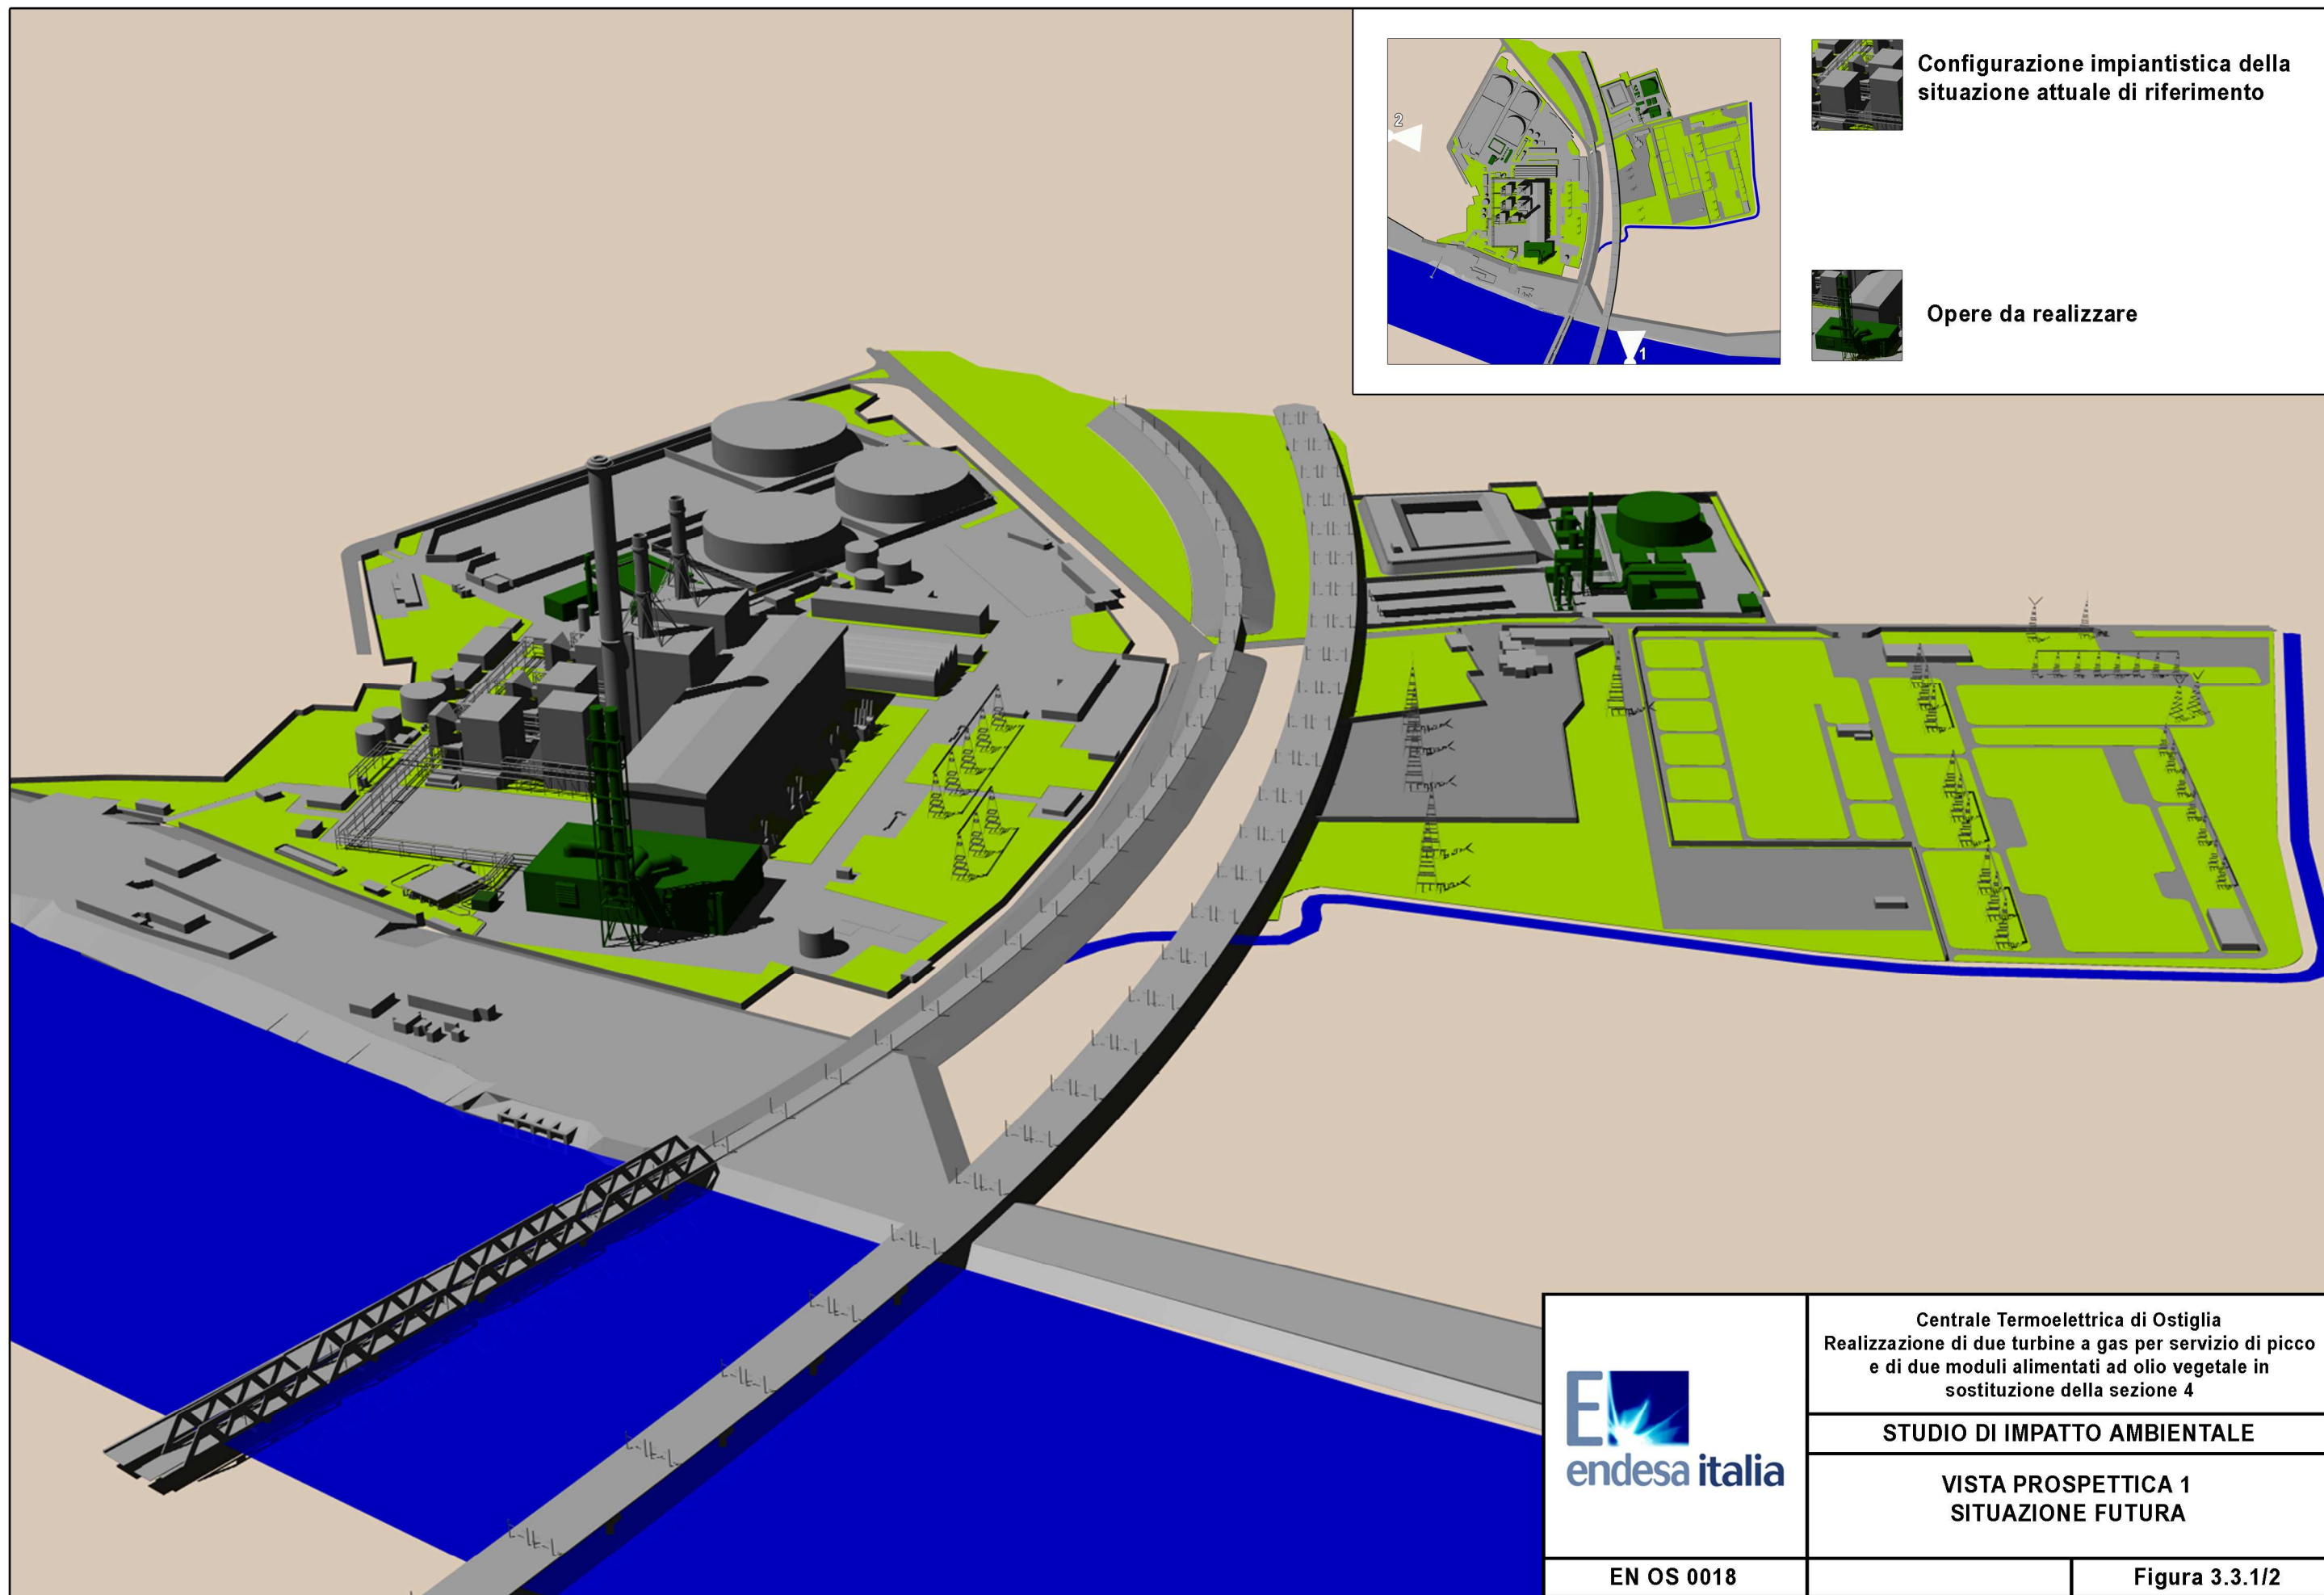 2
1
Configurazione impiantistica della
situazione attuale di riferimento
Opere da realizzare
E
endesa italia
Centrale Termoelettrica di Ostiglia
Realizzazione di due turbine a gas per servizio di picco
e di due moduli alimentati ad olio vegetale in
sostituzione della sezione 4
STUDIO DI IMPATTO AMBIENTALE
VISTA PROSPETTICA 1
SITUAZIONE FUTURA
EN OS 0018
Figura 3.3.1/2